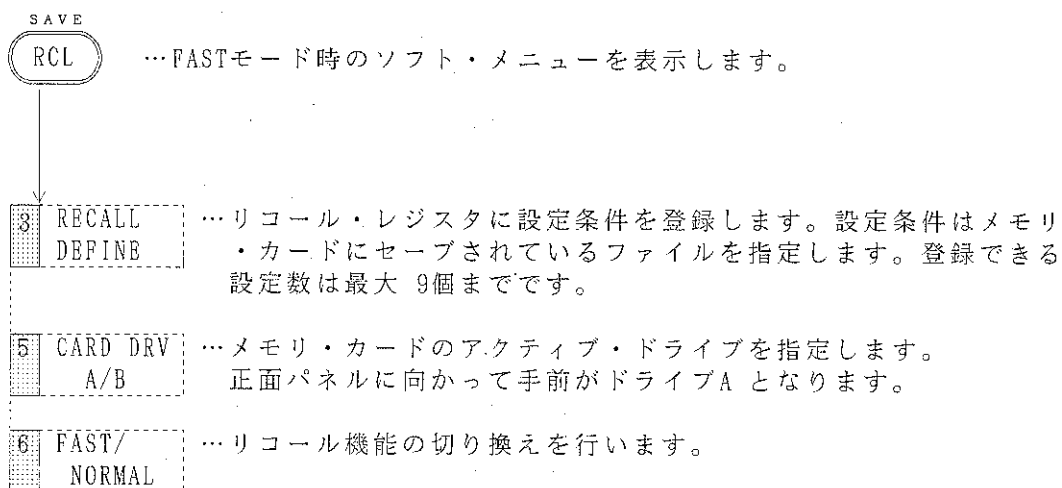 SAVE
RCL …FASTモード時のソフト・メニューを表示します。
3 RECALL …リコール・レジスタに設定条件を登録します。設定条件はメモリ
DEFINE ・カードにセーブされているファイルを指定します。登録できる
設定数は最大 9個までです。
5 CARD DRV …メモリ・カードのアクティブ・ドライブを指定します。
A/B 正面パネルに向かって手前がドライブA となります。
6 FAST/ …リコール機能の切り換えを行います。
NORMAL